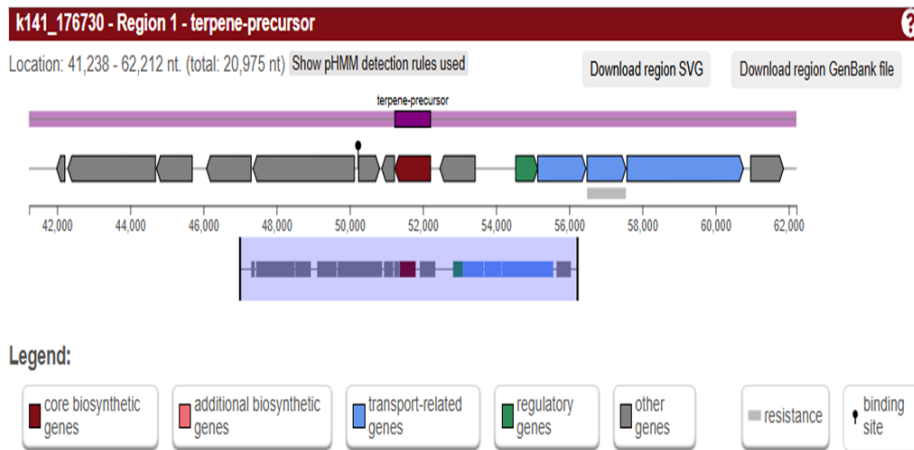 k141_176730 - Region 1 - terpene-precursor
?
Location: 41,238 - 62,212 nt. (total: 20,975 nt) Show pHMM detection rules used
Download region SVG
Download region GenBank file
terpene-precursor
42,000 44,000 46,000 48,000 50,000 52,000 54,000 56,000 58,000 60,000 62,000
Legend:
core biosynthetic
genes
additional biosynthetic
genes
transport-related
genes
regulatory
genes
other
genes
resistance
binding
site